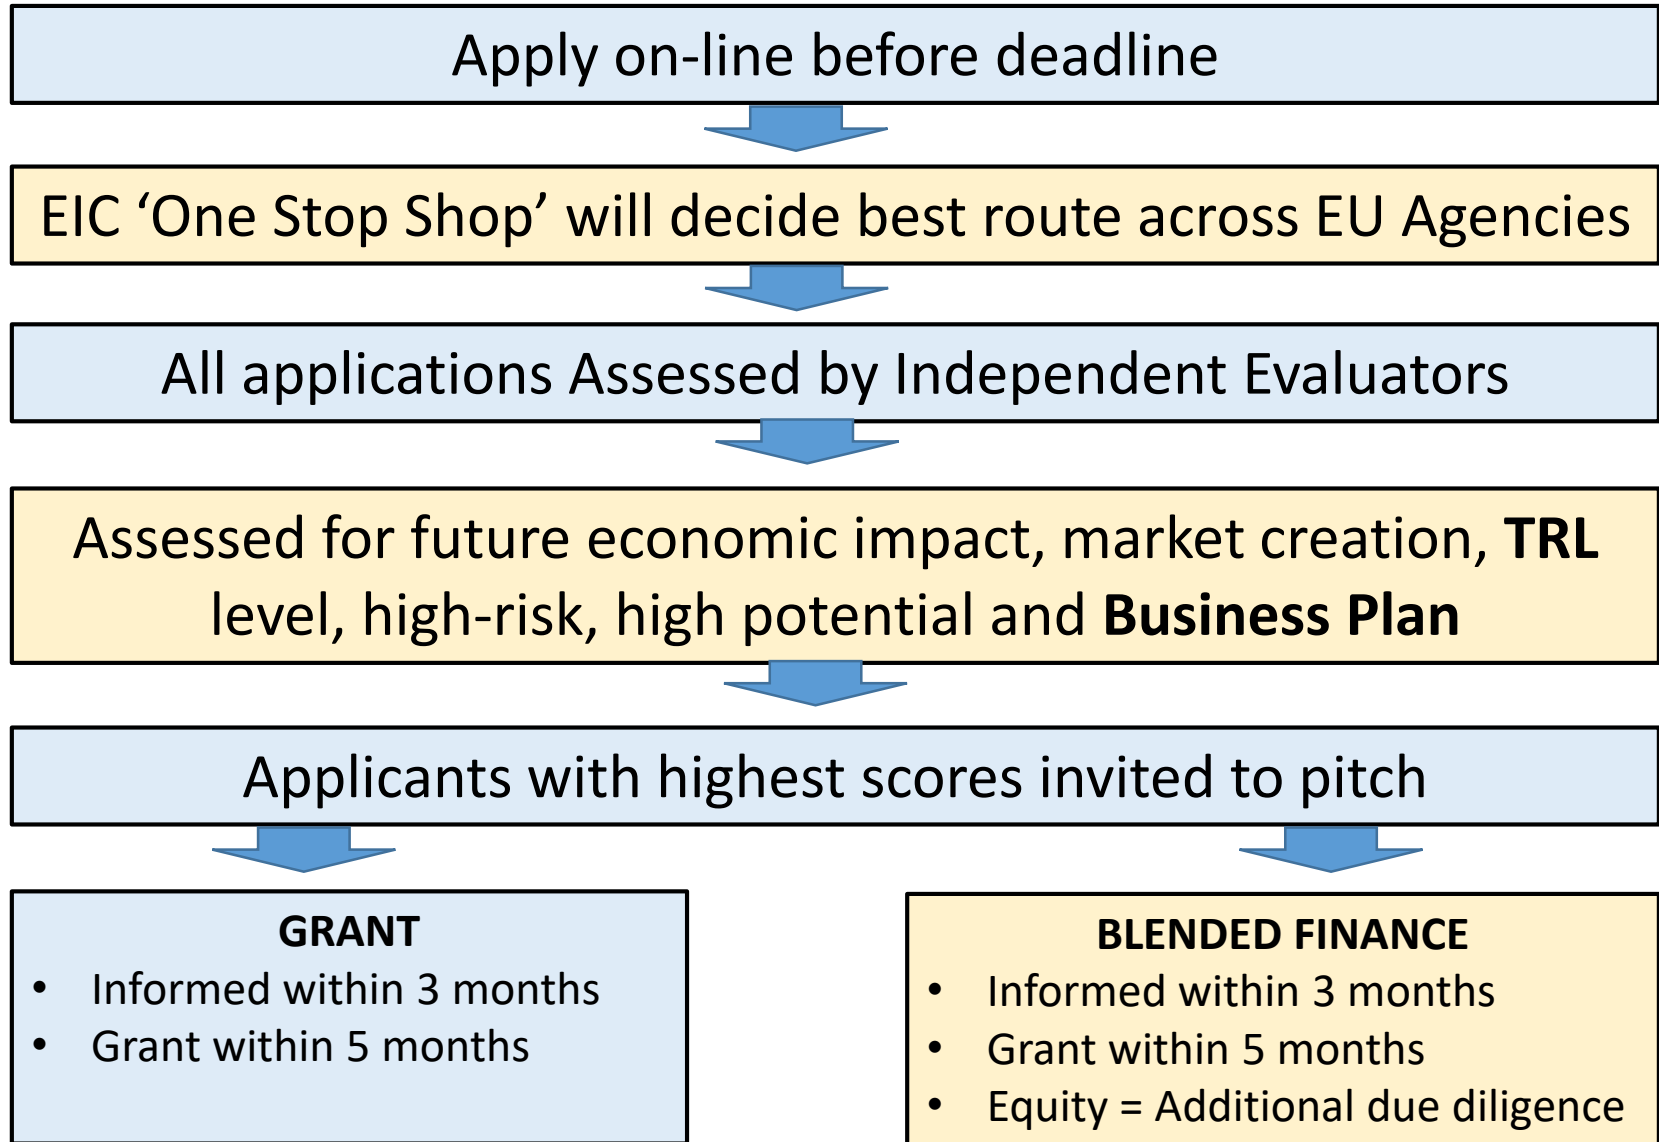 Apply on-line before deadline
EIC ‘One Stop Shop’ will decide best route across EU Agencies
All applications Assessed by Independent Evaluators
Assessed for future economic impact, market creation, TRL
level, high-risk, high potential and Business Plan
Applicants with highest scores invited to pitch
GRANT
• Informed within 3 months
• Grant within 5 months
BLENDED FINANCE
• Informed within 3 months
• Grant within 5 months
• Equity = Additional due diligence